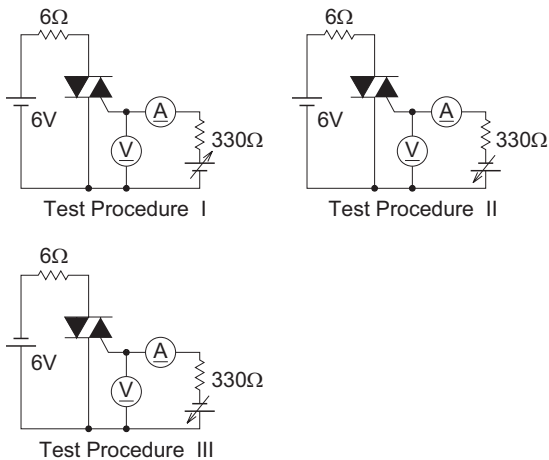 6Ω
6V
A
V
330Ω
Test Procedure I
6Ω
6V
A
V
330Ω
Test Procedure II
6Ω
6V
A
V
330Ω
Test Procedure III